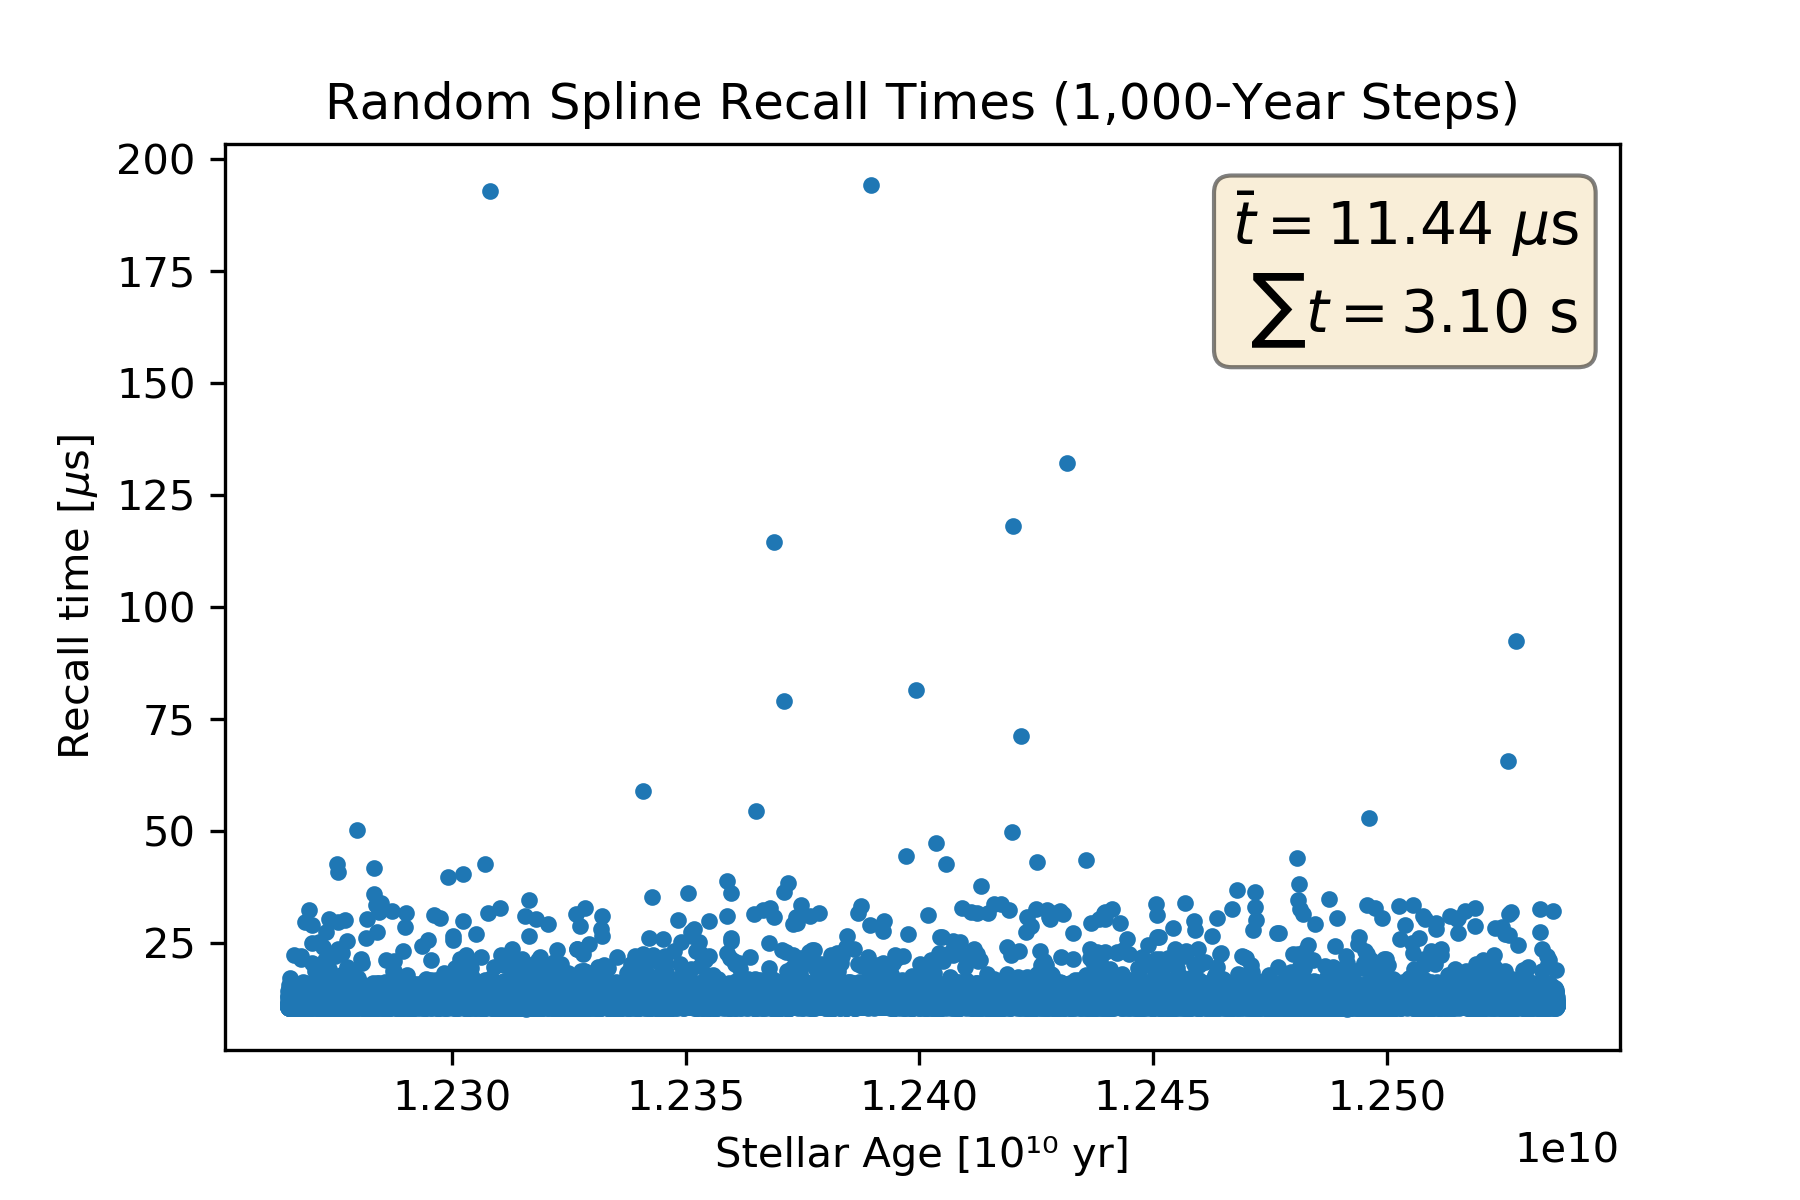 Random Spline Recall Times (1,000-Year Steps)
200
175
150
125
100
75
50
25
Recall time [μs]
t̄ = 11.44 μs
∑t = 3.10 s
1.230 1.235 1.240 1.245 1.250
Stellar Age [10¹⁰ yr]
1e10